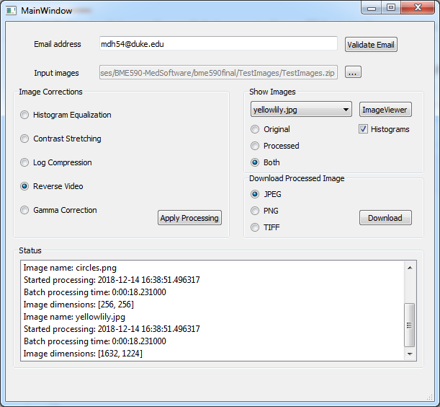 MainWindow
Email address mdh54@duke.edu Validate Email
Input images ses/BME590-MedSoftware/bme590final/TestImages/TestImages.zip ...
Image Corrections
Histogram Equalization
Contrast Stretching
Log Compression
Reverse Video
Gamma Correction
Apply Processing
Show Images
yellowlily.jpg ImageViewer
Original Histograms
Processed
Both
Download Processed Image
JPEG
PNG
TIFF
Download
Status
Image name: circles.png
Started processing: 2018-12-14 16:38:51.496317
Batch processing time: 0:00:18.231000
Image dimensions: [256, 256]
Image name: yellowlily.jpg
Started processing: 2018-12-14 16:38:51.496317
Batch processing time: 0:00:18.231000
Image dimensions: [1632, 1224]